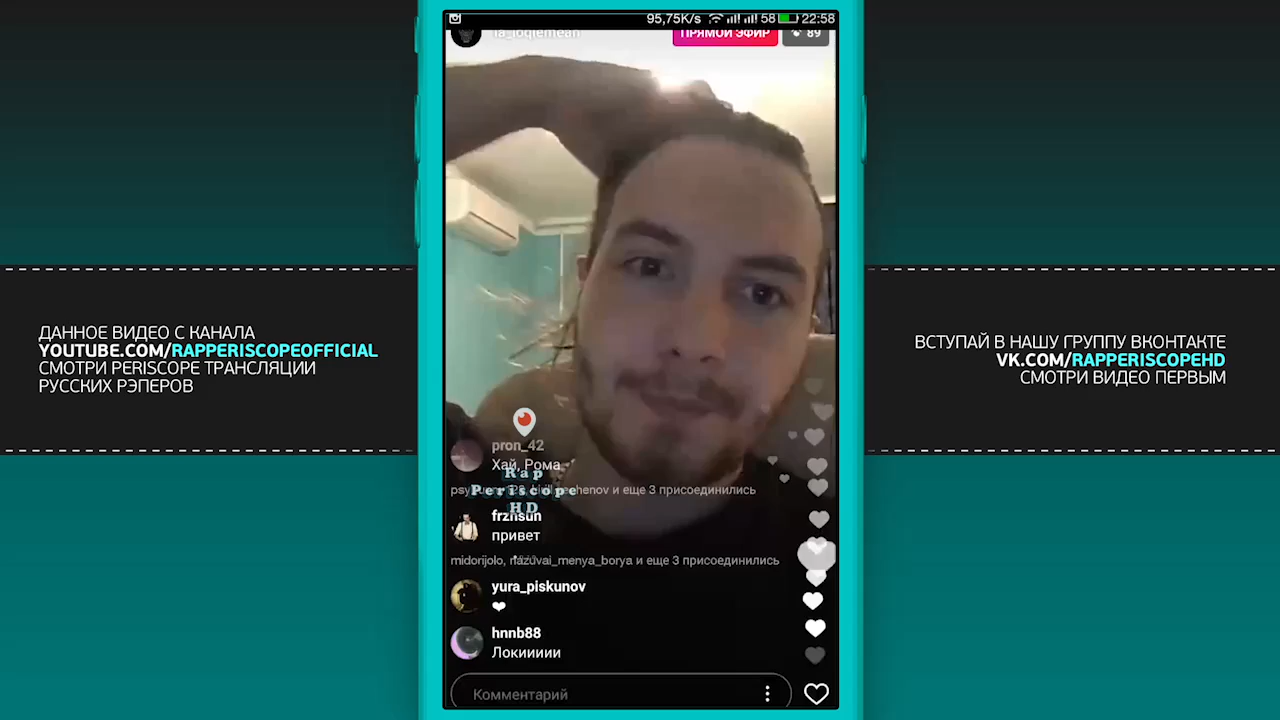 95,75K/s 58 22:58
ПРЯМОЙ ЭФИР 89
ДАННОЕ ВИДЕО С КАНАЛА
YOUTUBE.COM/RAPPERISCOPEOFFICIAL
СМОТРИ PERISCOPE ТРАНСЛЯЦИИ
РУССКИХ РЭПЕРОВ
ВСТУПАЙ В НАШУ ГРУППУ ВКОНТАКТЕ
VK.COM/RAPPERISCOPEHD
СМОТРИ ВИДЕО ПЕРВЫМ
pron_42
Хай, Рома
Rap
Periscope
HD
и еще 3 присоединились
frznsun
привет
midorijolo, nazuvai_menya_borya и еще 3 присоединились
yura_piskunov
❤
hnnb88
Локиииии
Комментарий